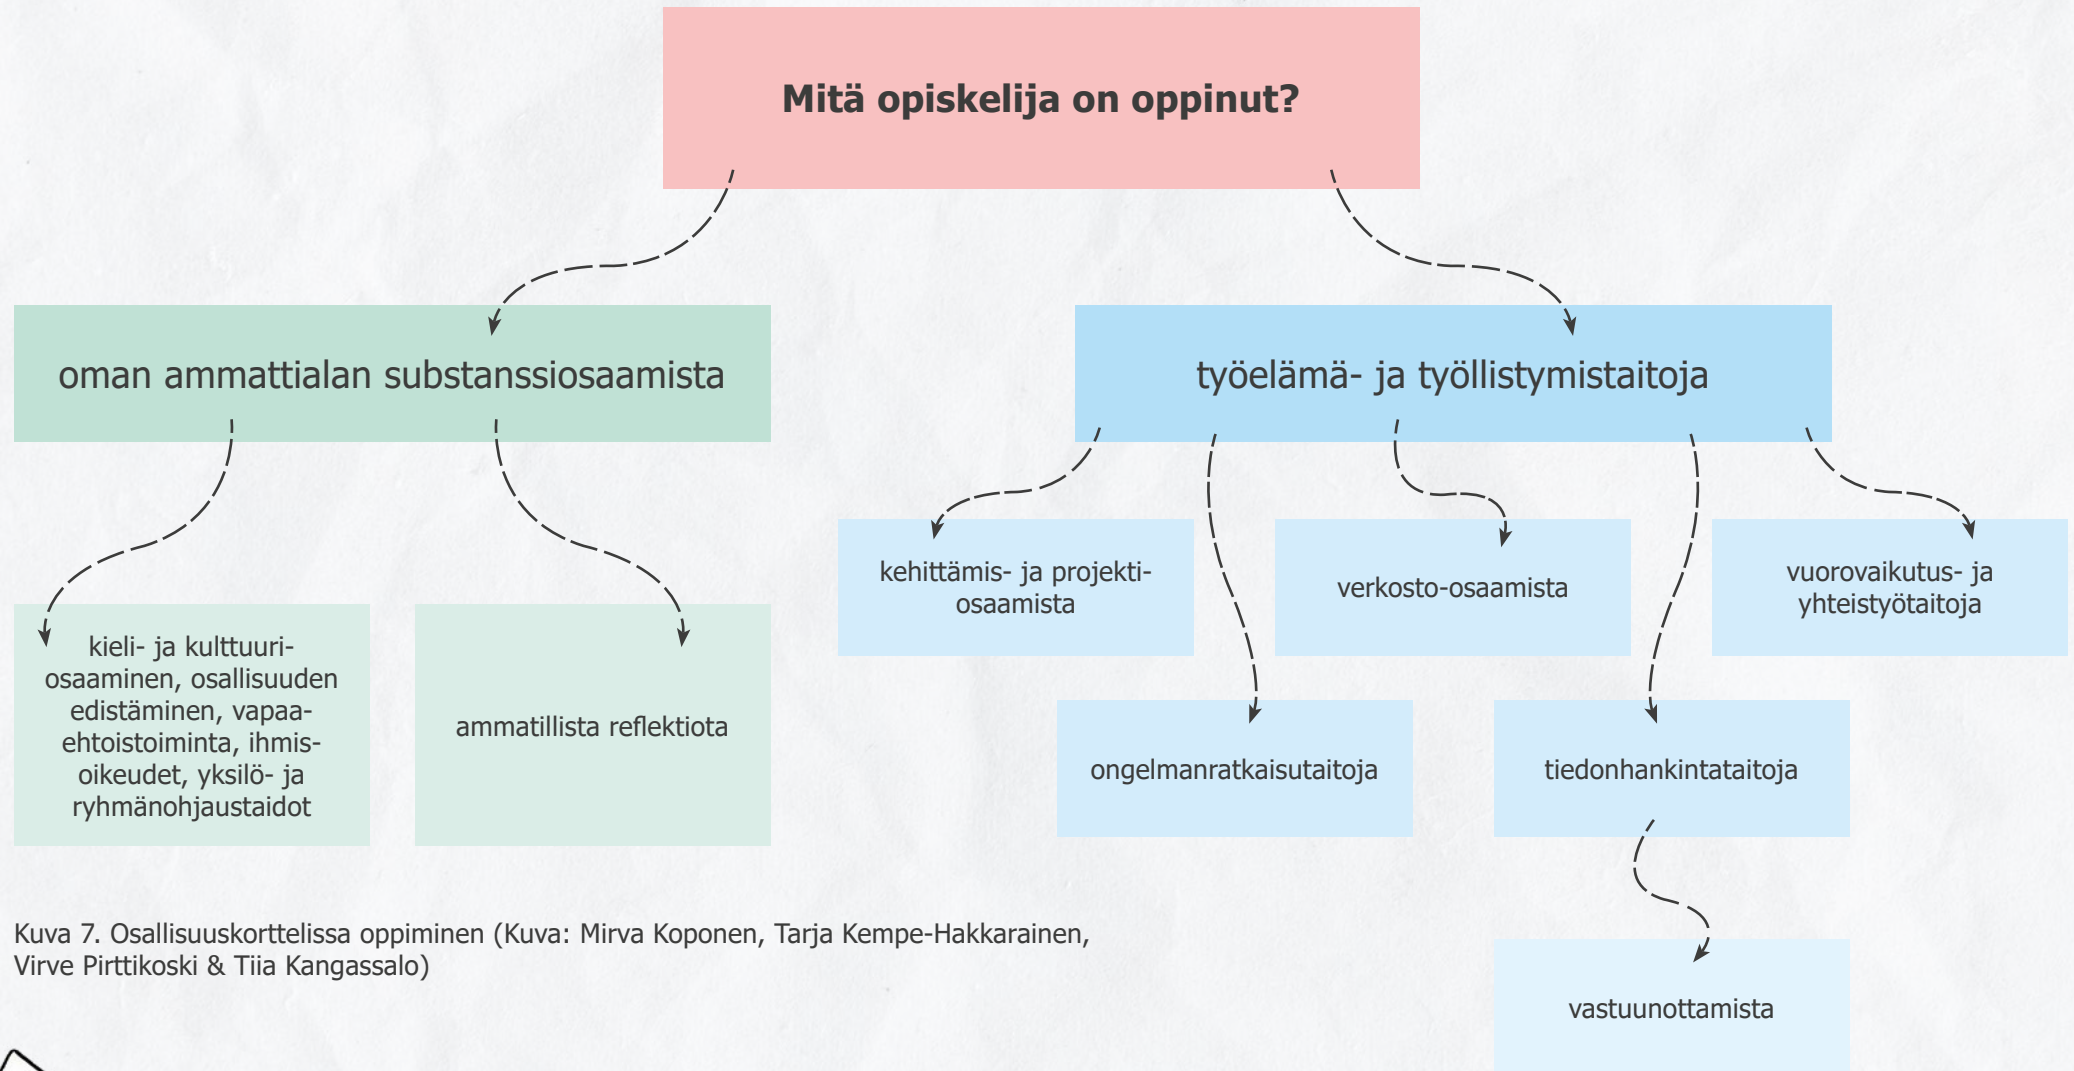 Mitä opiskelija on oppinut?
oman ammattialan substanssiosaamista
työelämä- ja työllistymistaitoja
kieli- ja kulttuuri-
osaaminen, osallisuuden
edistäminen, vapaa-
ehtoistoiminta, ihmis-
oikeudet, yksilö- ja
ryhmänohjaustaidot
ammatillista reflektiota
kehittämis- ja projekti-
osaamista
verkosto-osaamista
vuorovaikutus- ja
yhteistyötaitoja
ongelmanratkaisutaitoja
tiedonhankintataitoja
vastuunottamista
Kuva 7. Osallisuuskorttelissa oppiminen (Kuva: Mirva Koponen, Tarja Kempe-Hakkarainen,
Virve Pirttikoski & Tiia Kangassalo)